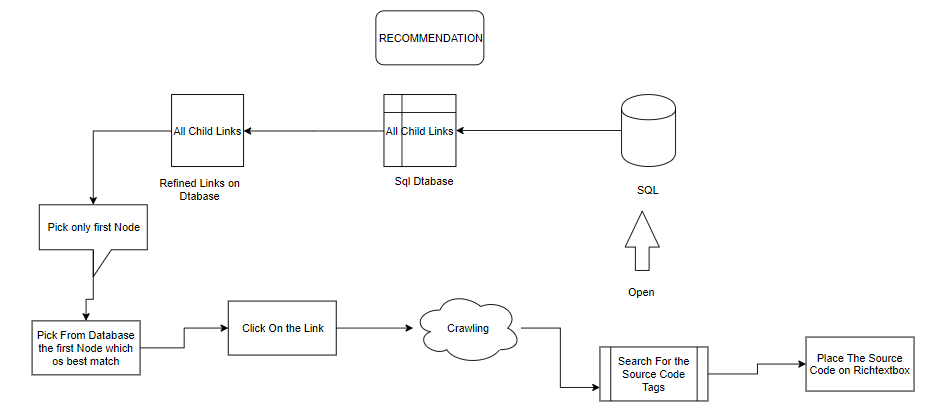 RECOMMENDATION
All Child Links
All Child Links
Refined Links on
Dtabase
Sql Dtabase
SQL
Pick only first Node
Open
Pick From Database
the first Node which
os best match
Click On the Link
Crawling
Search For the
Source Code
Tags
Place The Source
Code on Richtextbox